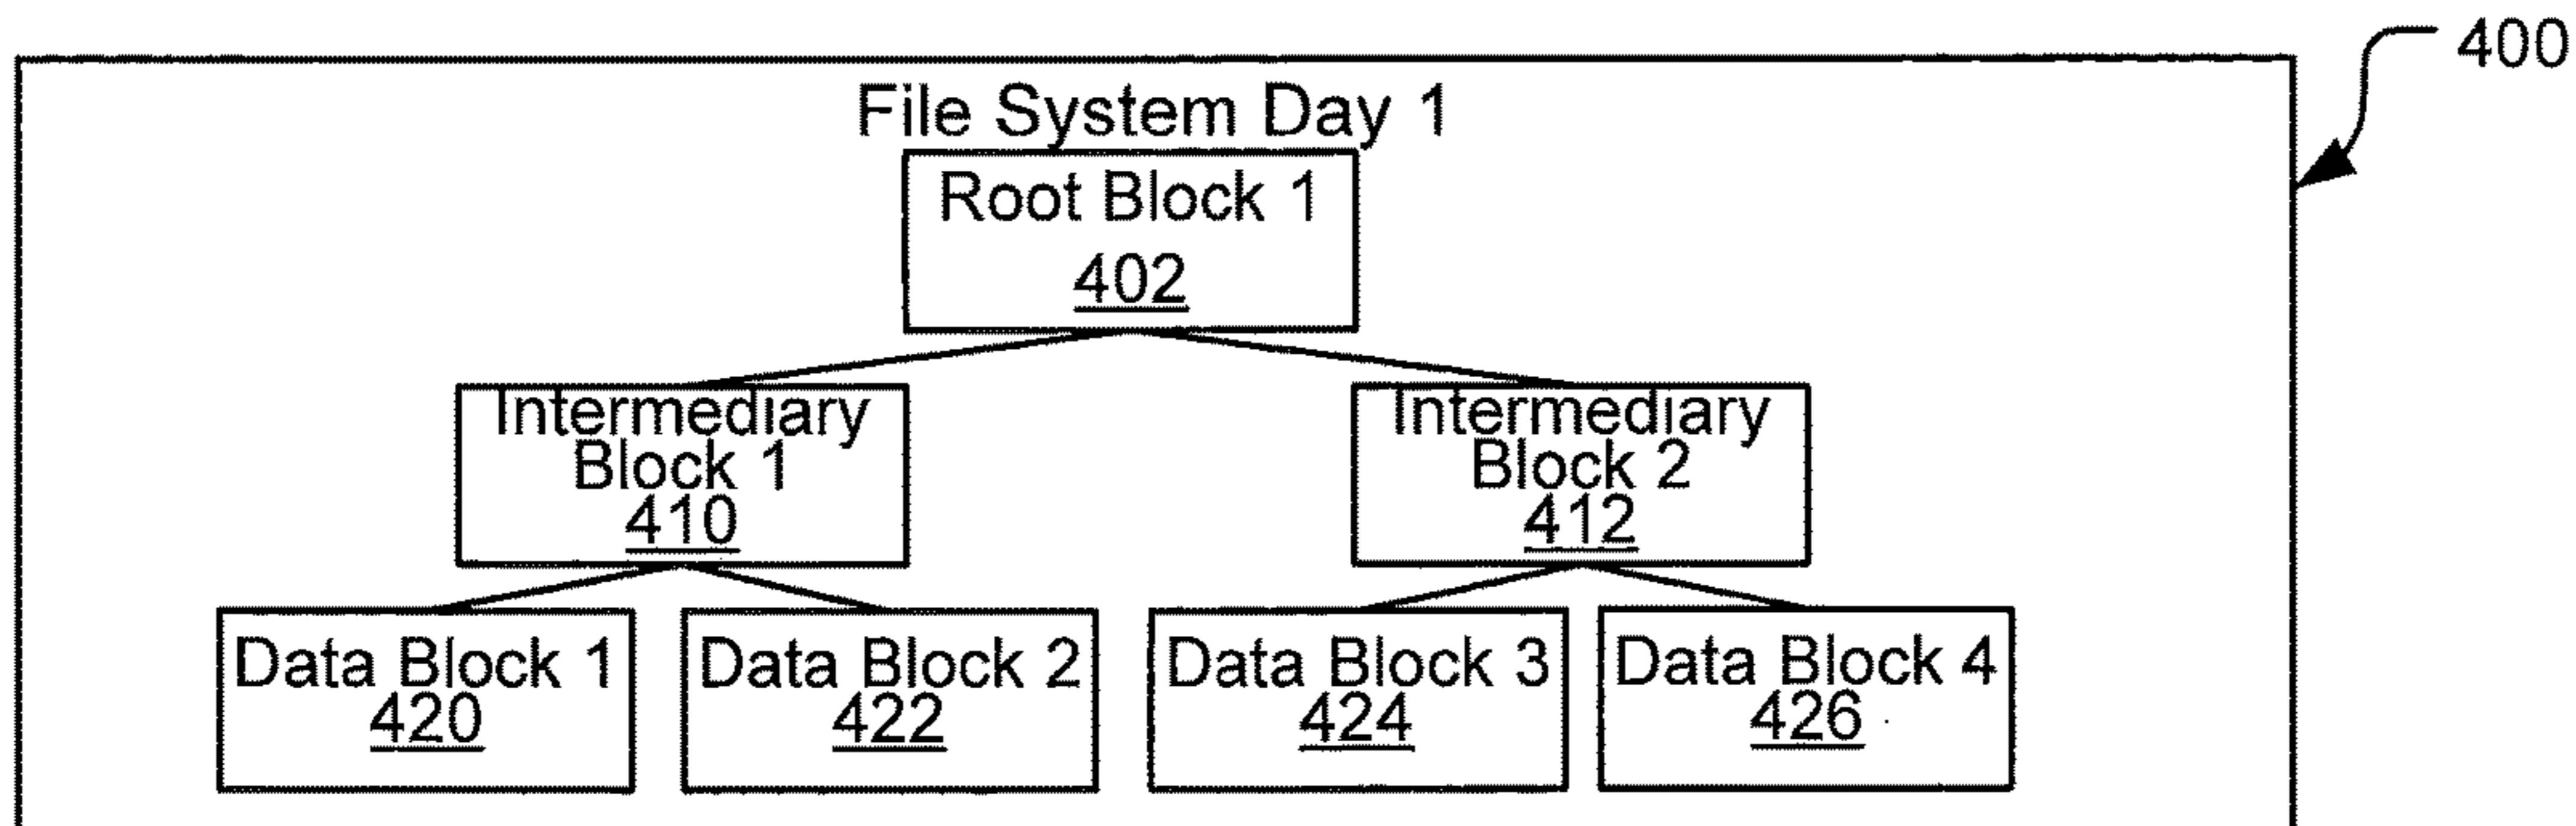 400
File System Day 1
Root Block 1
402
Intermediary
Block 1
410
Intermediary
Block 2
412
Data Block 1
420
Data Block 2
422
Data Block 3
424
Data Block 4
426